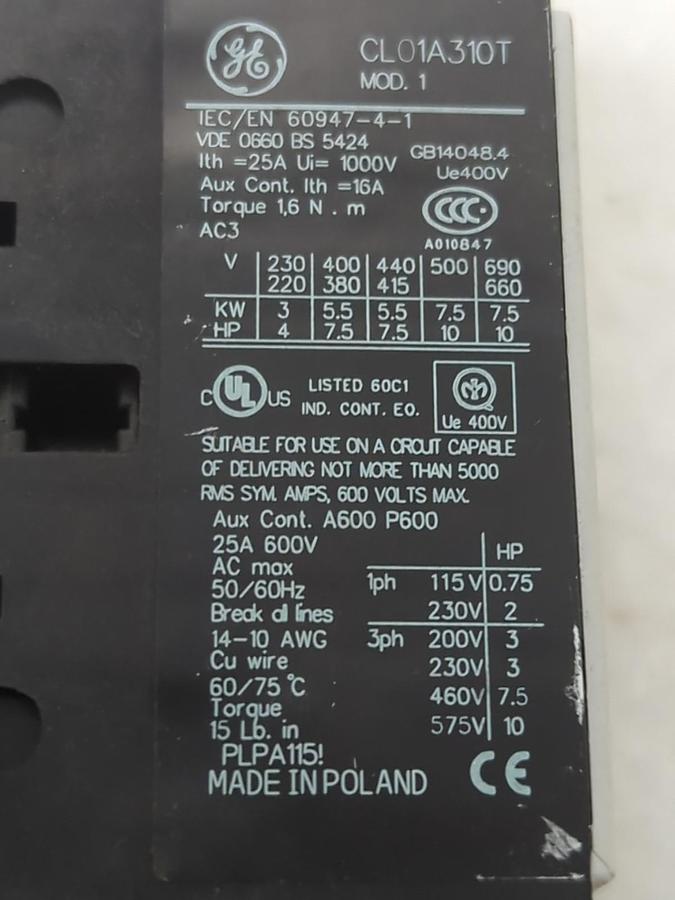 GE CL01A310T
MOD. 1
IEC/EN 60947-4-1
VDE 0660 BS 5424
GB14048.4
Ith =25A Ui= 1000V
Ue400V
Aux Cont. Ith =16A
CCC
Torque 1,6 N . m
A010847
AC3
V 230 400 440 500 690
220 380 415 660
KW 3 5.5 5.5 7.5 7.5
HP 4 7.5 7.5 10 10
C UL US LISTED 60C1
IND. CONT. EQ.
Ue 400V
SUITABLE FOR USE ON A CIRCUIT CAPABLE
OF DELIVERING NOT MORE THAN 5000
RMS SYM. AMPS, 600 VOLTS MAX.
Aux Cont. A600 P600
25A 600V
HP
AC max
50/60Hz 1ph 115V 0.75
Break all lines 230V 2
14-10 AWG 3ph 200V 3
Cu wire 230V 3
60/75 °C 460V 7.5
Torque
15 Lb. in 575V 10
PLPA115!
MADE IN POLAND CE